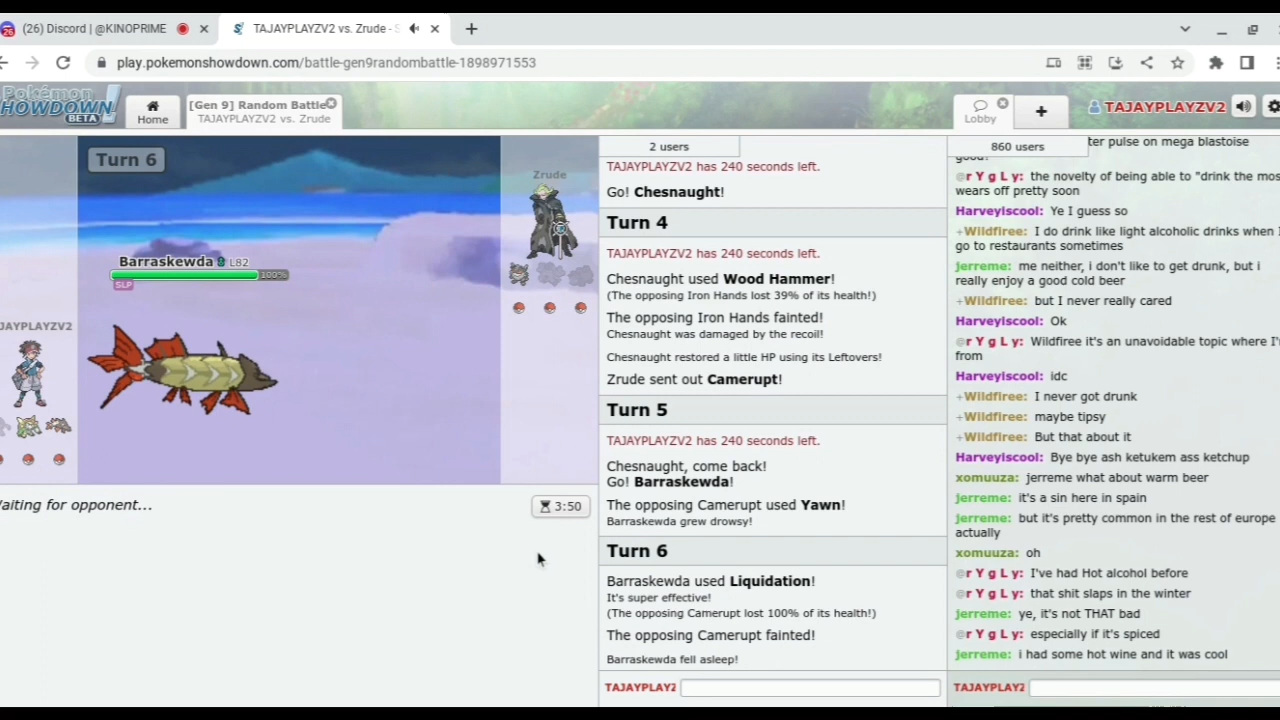 (26) Discord | @KINOPRIME
TAJAYPLAYZV2 vs. Zrude - S
play.pokemonshowdown.com/battle-gen9randombattle-1898971553
Pokémon
HOWDOWN!
BETA
Home
[Gen 9] Random Battle
TAJAYPLAYZV2 vs. Zrude
Lobby
TAJAYPLAYZV2
Turn 6
Barraskewda L82
100%
SLP
JAYPLAYZV2
Zrude
aiting for opponent...
3:50
2 users
TAJAYPLAYZV2 has 240 seconds left.
Go! Chesnaught!
Turn 4
TAJAYPLAYZV2 has 240 seconds left.
Chesnaught used Wood Hammer!
(The opposing Iron Hands lost 39% of its health!)
The opposing Iron Hands fainted!
Chesnaught was damaged by the recoil!
Chesnaught restored a little HP using its Leftovers!
Zrude sent out Camerupt!
Turn 5
TAJAYPLAYZV2 has 240 seconds left.
Chesnaught, come back!
Go! Barraskewda!
The opposing Camerupt used Yawn!
Barraskewda grew drowsy!
Turn 6
Barraskewda used Liquidation!
It's super effective!
(The opposing Camerupt lost 100% of its health!)
The opposing Camerupt fainted!
Barraskewda fell asleep!
TAJAYPLAYZ
860 users
ter pulse on mega blastoise
good!
@r Y g L y: the novelty of being able to "drink the mos
wears off pretty soon
HarveyIscool: Ye I guess so
+Wildfiree: I do drink like light alcoholic drinks when I
go to restaurants sometimes
jerreme: me neither, i don't like to get drunk, but i
really enjoy a good cold beer
+Wildfiree: but I never really cared
HarveyIscool: Ok
@r Y g L y: Wildfiree it's an unavoidable topic where I'
from
HarveyIscool: idc
+Wildfiree: I never got drunk
+Wildfiree: maybe tipsy
+Wildfiree: But that about it
HarveyIscool: Bye bye ash ketukem ass ketchup
xomuuza: jerreme what about warm beer
jerreme: it's a sin here in spain
jerreme: but it's pretty common in the rest of europe
actually
xomuuza: oh
@r Y g L y: I've had Hot alcohol before
@r Y g L y: that shit slaps in the winter
jerreme: ye, it's not THAT bad
@r Y g L y: especially if it's spiced
jerreme: i had some hot wine and it was cool
TAJAYPLAYZ